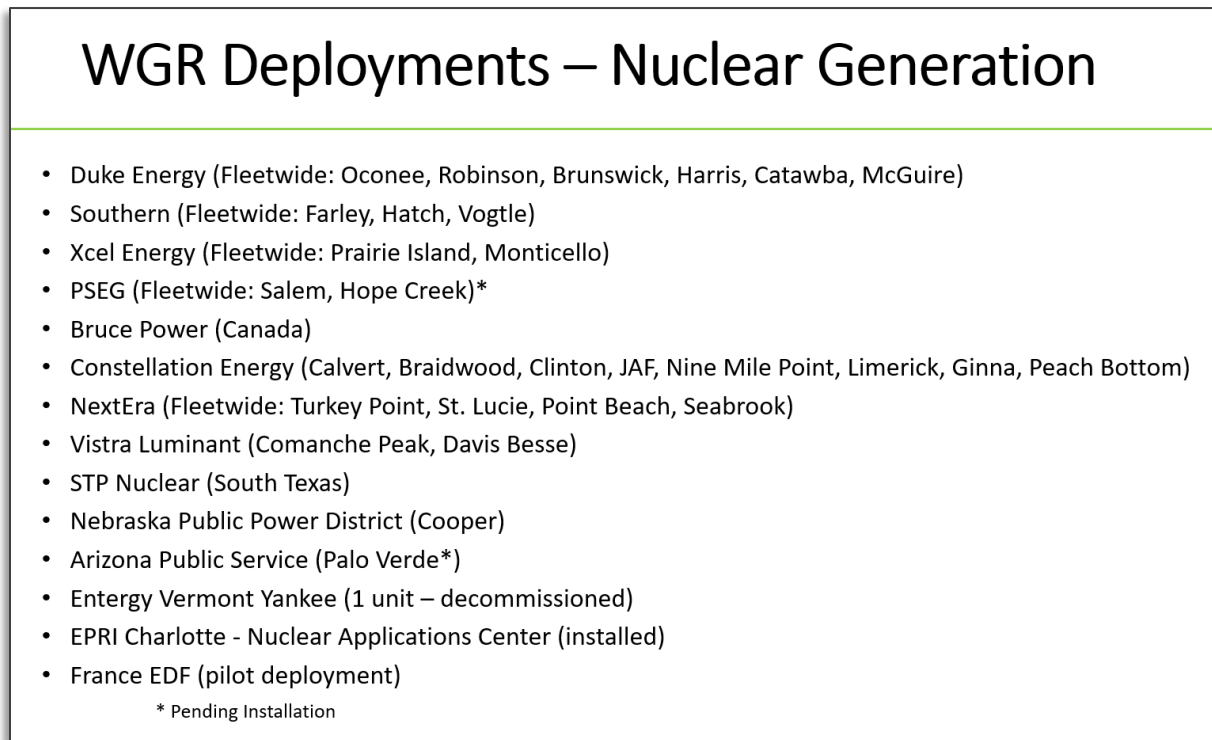 WGR Deployments – Nuclear Generation
• Duke Energy (Fleetwide: Oconee, Robinson, Brunswick, Harris, Catawba, McGuire)
• Southern (Fleetwide: Farley, Hatch, Vogtle)
• Xcel Energy (Fleetwide: Prairie Island, Monticello)
• PSEG (Fleetwide: Salem, Hope Creek)*
• Bruce Power (Canada)
• Constellation Energy (Calvert, Braidwood, Clinton, JAF, Nine Mile Point, Limerick, Ginna, Peach Bottom)
• NextEra (Fleetwide: Turkey Point, St. Lucie, Point Beach, Seabrook)
• Vistra Luminant (Comanche Peak, Davis Besse)
• STP Nuclear (South Texas)
• Nebraska Public Power District (Cooper)
• Arizona Public Service (Palo Verde*)
• Entergy Vermont Yankee (1 unit – decommissioned)
• EPRI Charlotte - Nuclear Applications Center (installed)
• France EDF (pilot deployment)
* Pending Installation